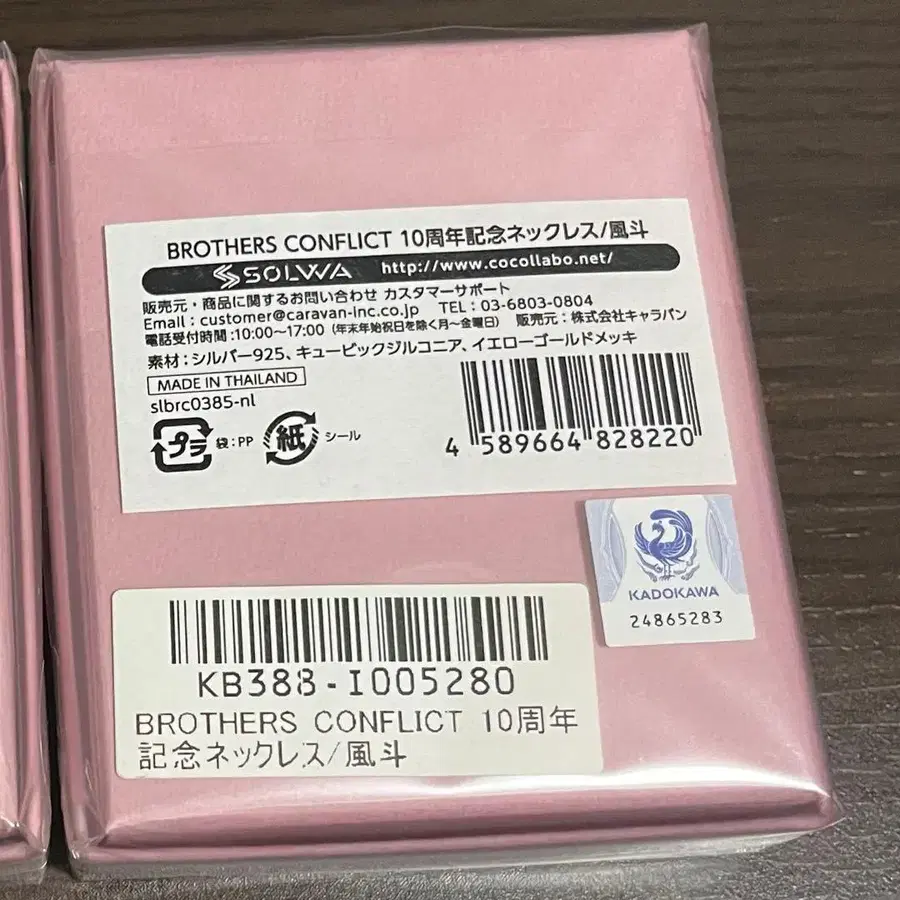 BROTHERS CONFLICT 10周年記念ネックレス/風斗
SOLWA http://www.cocollabo.net/
販売元・商品に関するお問い合わせ カスタマーサポート
Email：customer@caravan-inc.co.jp TEL：03-6803-0804
電話受付時間:10:00～17:00（年末年始祝日を除く月～金曜日） 販売元：株式会社キャラバン
素材：シルバー925、キュービックジルコニア、イエローゴールドメッキ
MADE IN THAILAND
slbrc0385-nl
プラ 袋：PP 紙 シール
4 589664 828220
KADOKAWA
24865283
KB388-I005280
BROTHERS CONFLICT 10周年
記念ネックレス/風斗